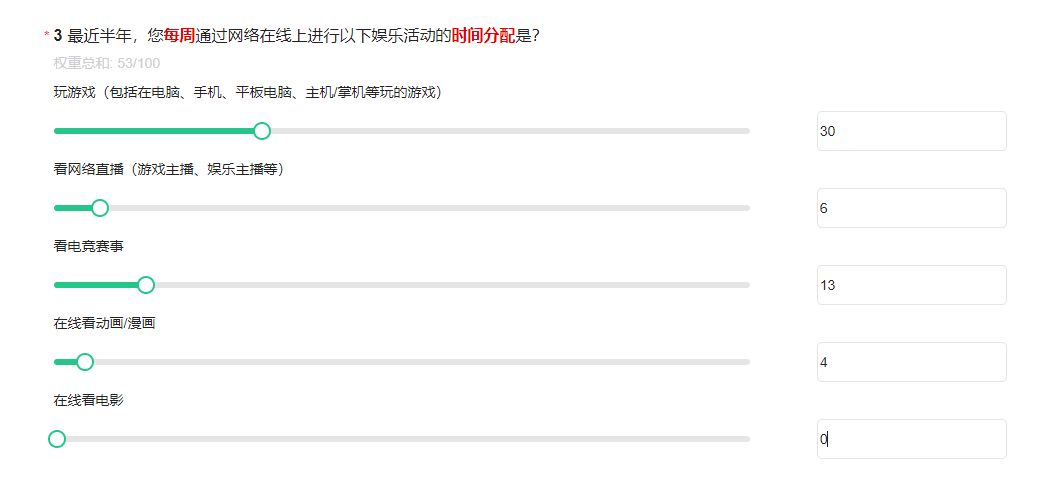 * 3 最近半年，您每周通过网络在线上进行以下娱乐活动的时间分配是?
权重总和: 53/100
玩游戏（包括在电脑、手机、平板电脑、主机/掌机等玩的游戏）
30
看网络直播（游戏主播、娱乐主播等）
6
看电竞赛事
13
在线看动画/漫画
4
在线看电影
0